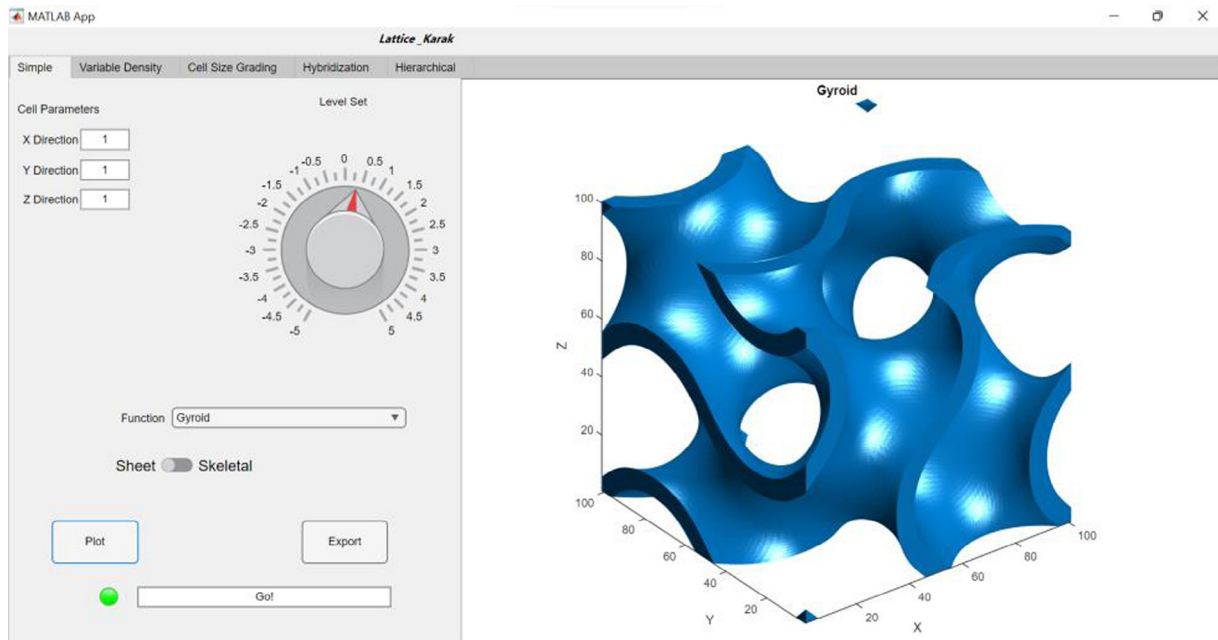 MATLAB App
Lattice_Karak
Simple Variable Density Cell Size Grading Hybridization Hierarchical
Cell Parameters
X Direction 1
Y Direction 1
Z Direction 1
Level Set
-5 -4.5 -4 -3.5 -3 -2.5 -2 -1.5 -1 -0.5 0 0.5 1 1.5 2 2.5 3 3.5 4 4.5 5
Function Gyroid
Sheet Skeletal
Plot Export
Go!
Gyroid
100
80
60
40
20
Z
100 80 60 40 20
Y
20 40 60 80 100
X